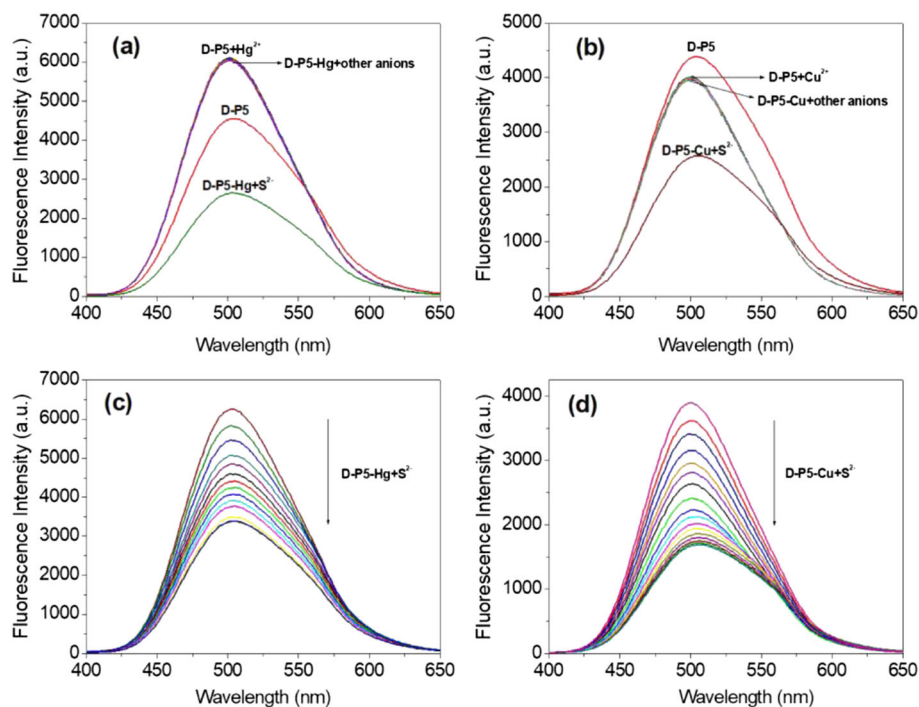 (a)
7000
6000
5000
4000
3000
2000
1000
0
Fluorescence Intensity (a.u.)
D-P5+Hg²⁺
D-P5-Hg+other anions
D-P5
D-P5-Hg+S²⁻
400 450 500 550 600 650
Wavelength (nm)
(b)
5000
4000
3000
2000
1000
0
Fluorescence Intensity (a.u.)
D-P5
D-P5+Cu²⁺
D-P5-Cu+other anions
D-P5-Cu+S²⁻
400 450 500 550 600 650
Wavelength (nm)
(c)
7000
6000
5000
4000
3000
2000
1000
0
Fluorescence Intensity (a.u.)
D-P5-Hg+S²⁻
400 450 500 550 600 650
Wavelength (nm)
(d)
4000
3000
2000
1000
0
Fluorescence Intensity (a.u.)
D-P5-Cu+S²⁻
400 450 500 550 600 650
Wavelength (nm)